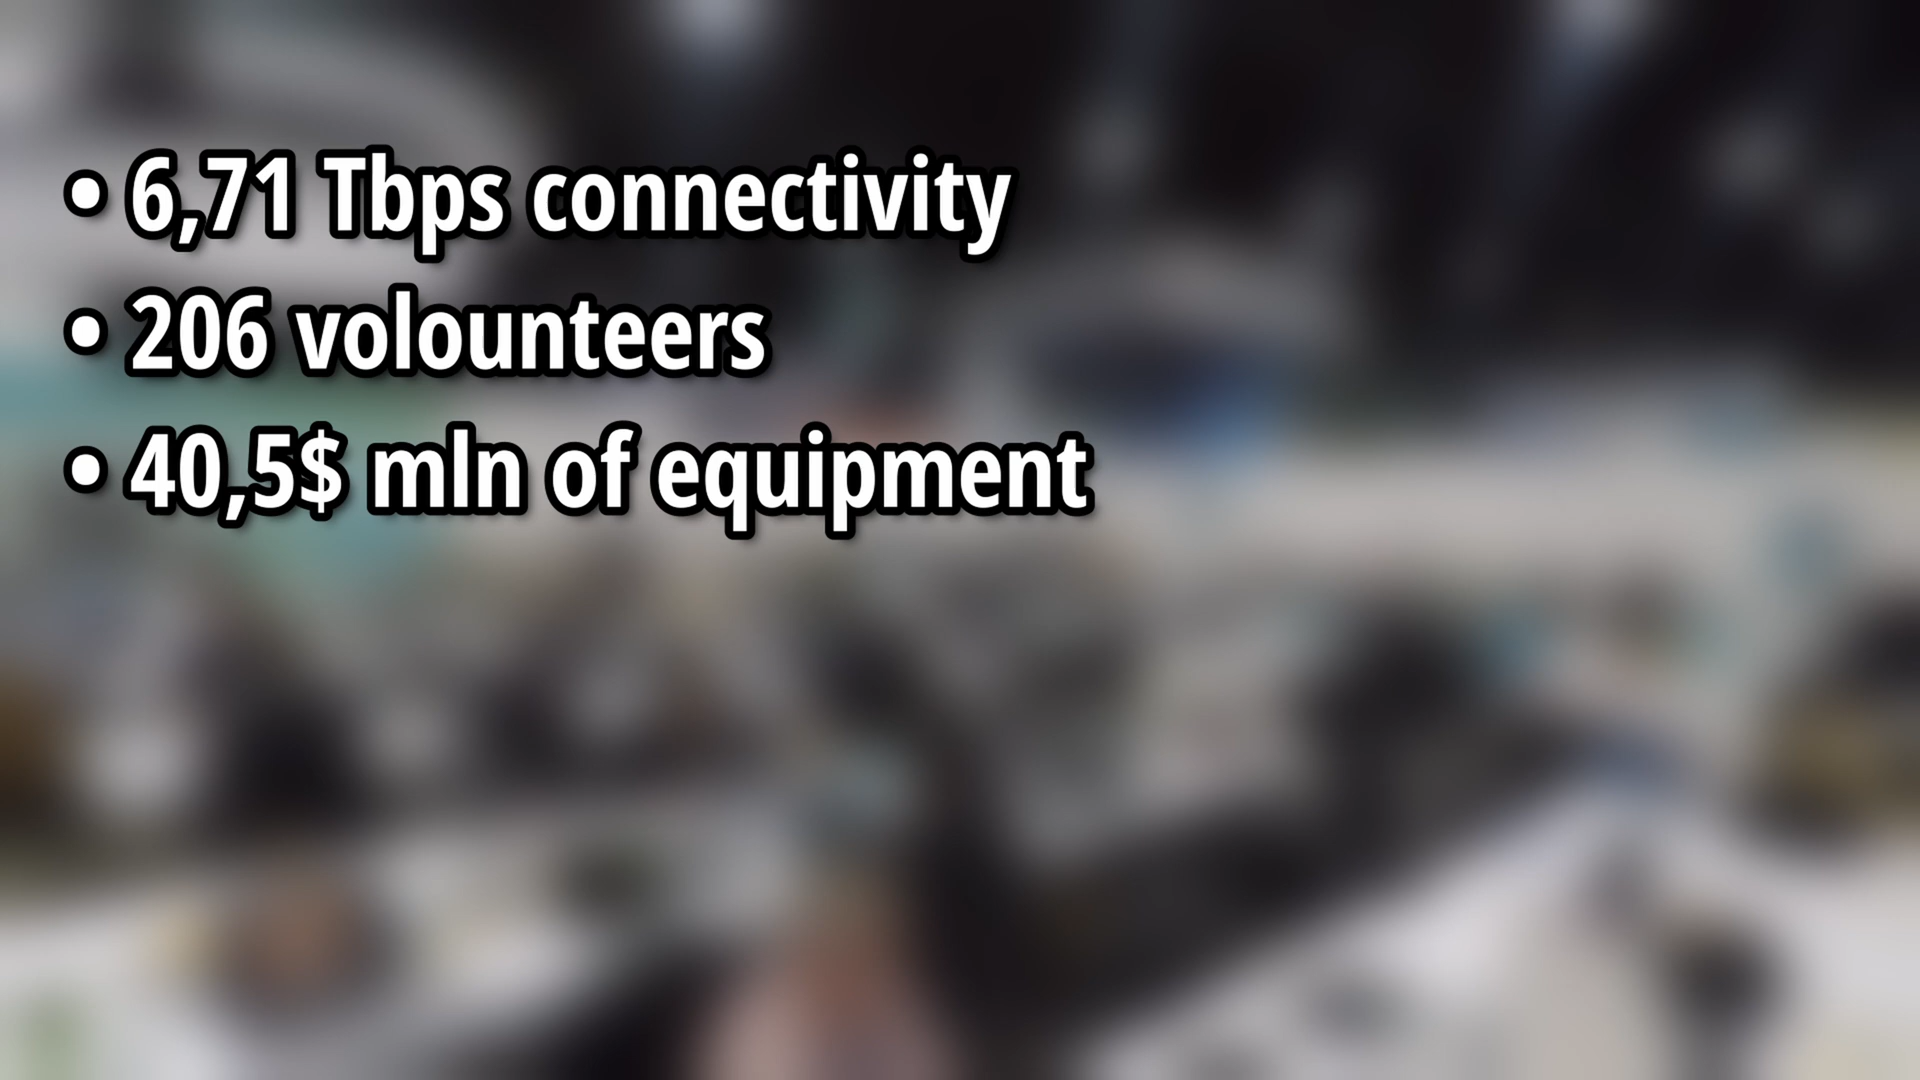 • 6,71 Tbps connectivity
• 206 volounteers
• 40,5$ mln of equipment